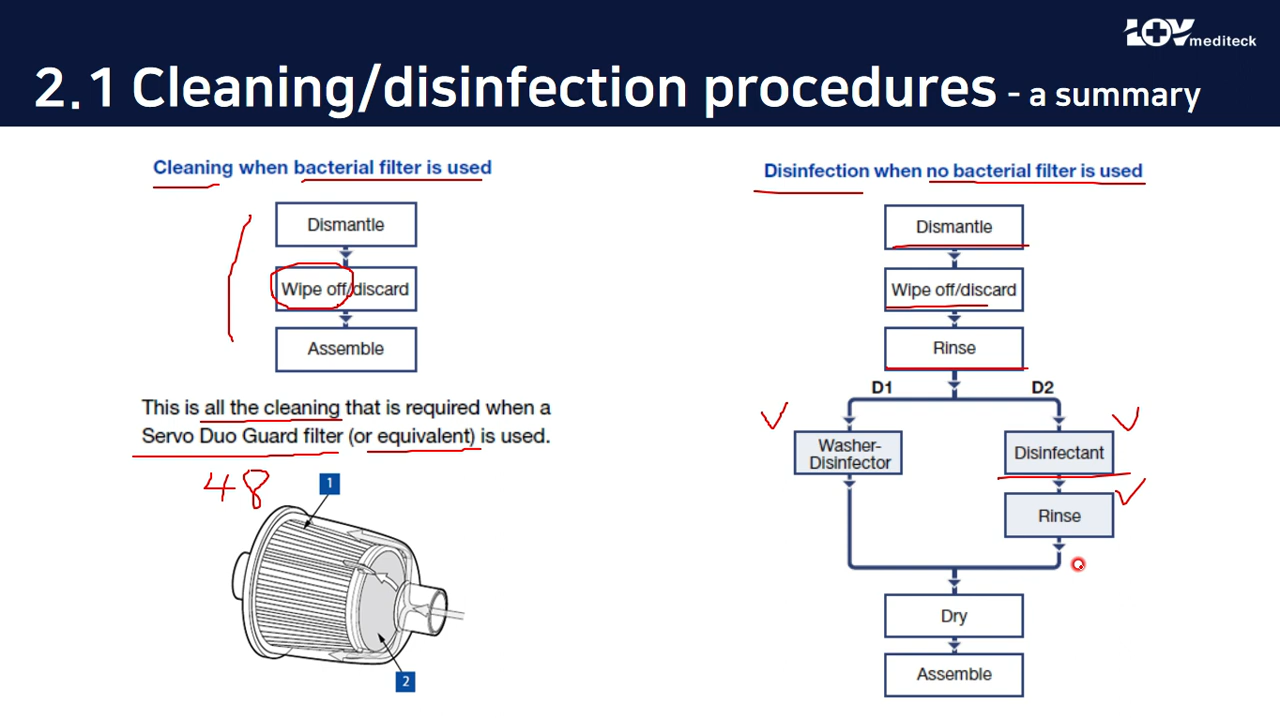 LOV mediteck
2.1 Cleaning/disinfection procedures - a summary
Cleaning when bacterial filter is used
Dismantle
Wipe off/discard
Assemble
This is all the cleaning that is required when a
Servo Duo Guard filter (or equivalent) is used.
48
1
2
Disinfection when no bacterial filter is used
Dismantle
Wipe off/discard
Rinse
D1
D2
Washer-
Disinfector
Disinfectant
Rinse
Dry
Assemble